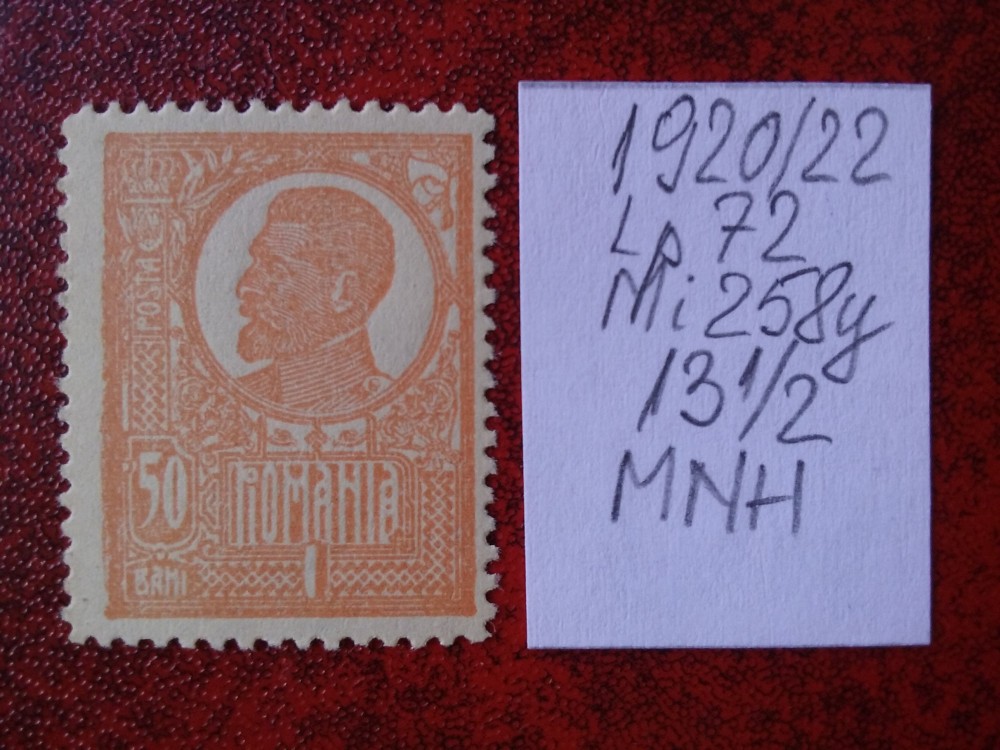 POSTA
50
ROMANIA
BANI
1920/22
Lp 72
Mi 258y
13 1/2
MNH